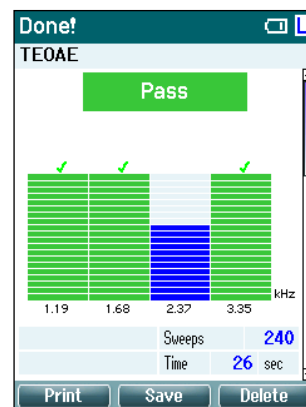 Done! L
TEOAE
Pass
kHz
1.19 1.68 2.37 3.35
Sweeps 240
Time 26 sec
Print Save Delete